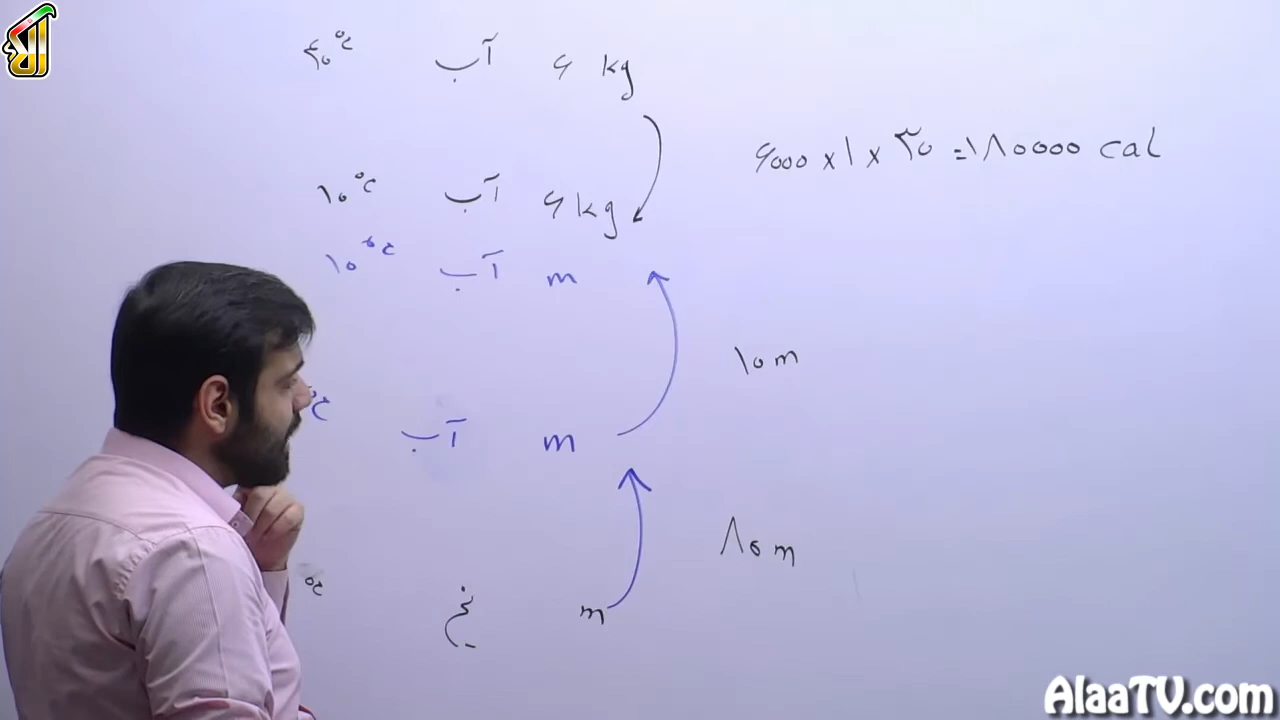 ۶ kg آب ۴۰°c
۶۰۰۰ x ۱ x ۳۰ = ۱۸۰۰۰۰ cal
۶ kg آب ۱۰°c
m آب ۱۰°c
۱۰ m
m آب °c
۸۰ m
m یخ °c
AlaaTV.com
آلا